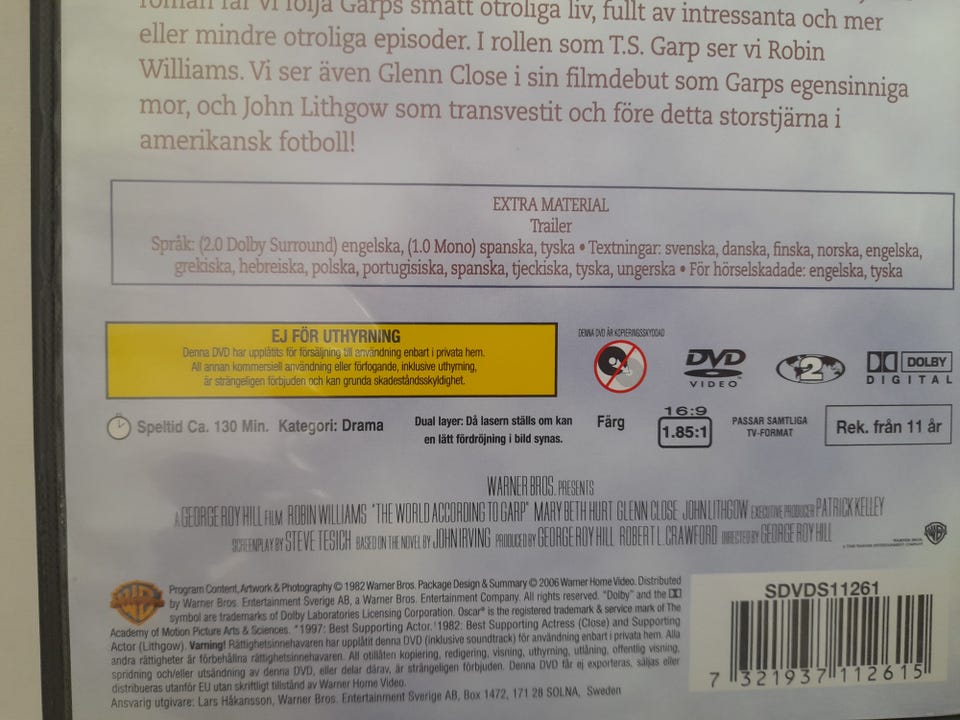 roman får vi följa Garps smått otroliga liv, fullt av intressanta och mer
eller mindre otroliga episoder. I rollen som T.S. Garp ser vi Robin
Williams. Vi ser även Glenn Close i sin filmdebut som Garps egensinniga
mor, och John Lithgow som transvestit och före detta storstjärna i
amerikansk fotboll!
EXTRA MATERIAL
Trailer
Språk: (2.0 Dolby Surround) engelska, (1.0 Mono) spanska, tyska • Textningar: svenska, danska, finska, norska, engelska,
grekiska, hebreiska, polska, portugisiska, spanska, tjeckiska, tyska, ungerska • För hörselskadade: engelska, tyska
EJ FÖR UTHYRNING
Denna DVD har upplåtits för försäljning till användning enbart i privata hem.
All annan kommersiell användning eller förfogande, inklusive uthyrning,
är strängeligen förbjuden och kan grunda skadeståndsskyldighet.
DENNA DVD ÄR KOPIERINGSSKYDDAD
DVD
VIDEO
2
DOLBY
DIGITAL
Speltid Ca. 130 Min. Kategori: Drama
Dual layer: Då lasern ställs om kan
en lätt fördröjning i bild synas.
Färg
16:9
1.85:1
PASSAR SAMTLIGA
TV-FORMAT
Rek. från 11 år
WARNER BROS. PRESENTS
A GEORGE ROY HILL FILM ROBIN WILLIAMS "THE WORLD ACCORDING TO GARP" MARY BETH HURT GLENN CLOSE JOHN LITHGOW EXECUTIVE PRODUCER PATRICK KELLEY
SCREENPLAY BY STEVE TESICH BASED ON THE NOVEL BY JOHN IRVING PRODUCED BY GEORGE ROY HILL ROBERT L. CRAWFORD DIRECTED BY GEORGE ROY HILL
Program Content, Artwork & Photography © 1982 Warner Bros. Package Design & Summary © 2006 Warner Home Video. Distributed
by Warner Bros. Entertainment Sverige AB, a Warner Bros. Entertainment Company. All rights reserved. "Dolby" and the
symbol are trademarks of Dolby Laboratories Licensing Corporation. Oscar® is the registered trademark & service mark of The
Academy of Motion Picture Arts & Sciences. *1997: Best Supporting Actor. '1982: Best Supporting Actress (Close) and Supporting
Actor (Lithgow). Varning! Rättighetsinnehavaren har upplåtit denna DVD (inklusive soundtrack) för användning enbart i privata hem. Alla
andra rättigheter är förbehållna rättighetsinnehavaren. All otillåten kopiering, redigering, visning, uthyrning, utlåning, offentlig visning,
spridning och/eller utsändning av denna DVD, eller delar därav, är strängeligen förbjuden. Denna DVD får ej exporteras, säljas eller
distribueras utanför EU utan skriftligt tillstånd av Warner Home Video.
Ansvarig utgivare: Lars Håkansson, Warner Bros. Entertainment Sverige AB, Box 1472, 171 28 SOLNA, Sweden
SDVDS11261
7 321937 112615